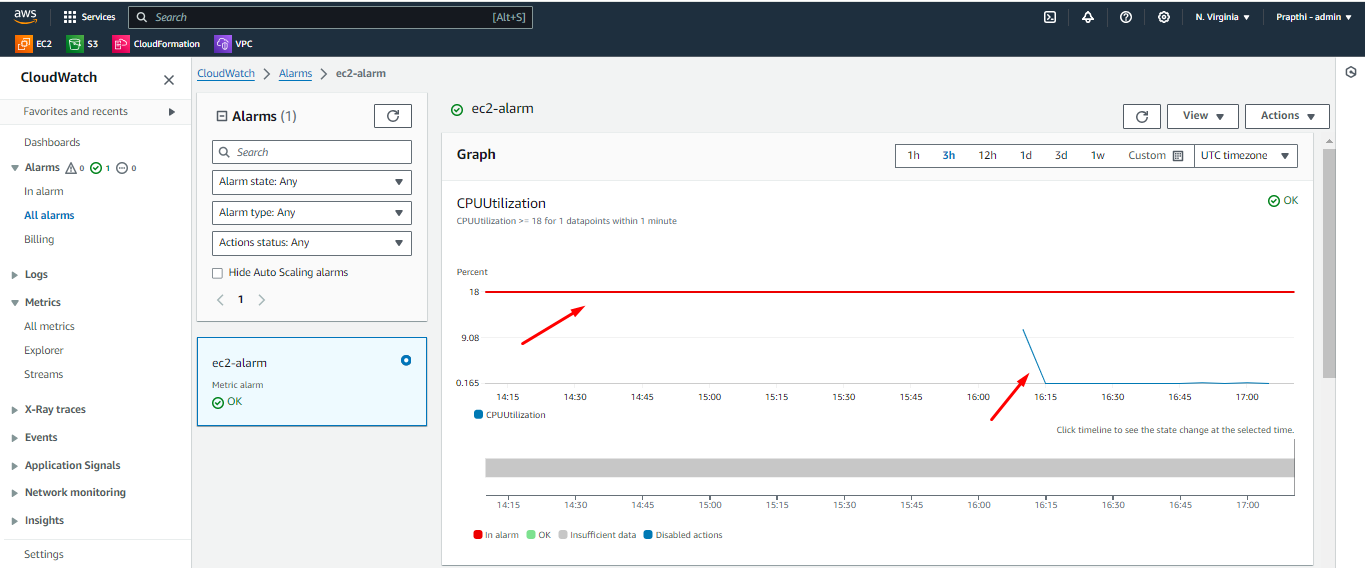 aws
Services
Search
[Alt+S]
N. Virginia
Prapthi - admin
EC2
S3
CloudFormation
VPC
CloudWatch
Favorites and recents
Dashboards
Alarms 0 1 0
In alarm
All alarms
Billing
Logs
Metrics
All metrics
Explorer
Streams
X-Ray traces
Events
Application Signals
Network monitoring
Insights
Settings
CloudWatch
Alarms
ec2-alarm
Alarms (1)
Search
Alarm state: Any
Alarm type: Any
Actions status: Any
Hide Auto Scaling alarms
1
ec2-alarm
Metric alarm
OK
ec2-alarm
View
Actions
Graph
1h 3h 12h 1d 3d 1w Custom UTC timezone
CPUUtilization
OK
CPUUtilization >= 18 for 1 datapoints within 1 minute
Percent
18
9.08
0.165
14:15 14:30 14:45 15:00 15:15 15:30 15:45 16:00 16:15 16:30 16:45 17:00
CPUUtilization
Click timeline to see the state change at the selected time.
14:15 14:30 14:45 15:00 15:15 15:30 15:45 16:00 16:15 16:30 16:45 17:00
In alarm OK Insufficient data Disabled actions